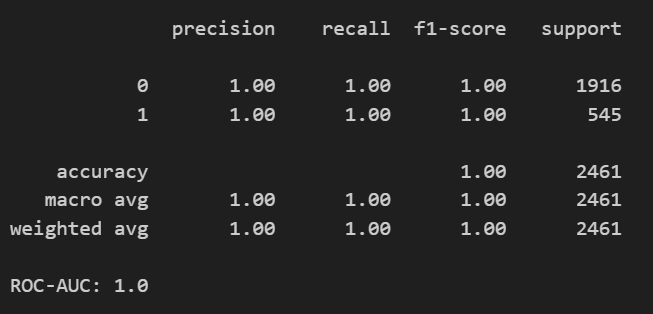 precision recall f1-score support
0 1.00 1.00 1.00 1916
1 1.00 1.00 1.00 545
accuracy 1.00 2461
macro avg 1.00 1.00 1.00 2461
weighted avg 1.00 1.00 1.00 2461
ROC-AUC: 1.0